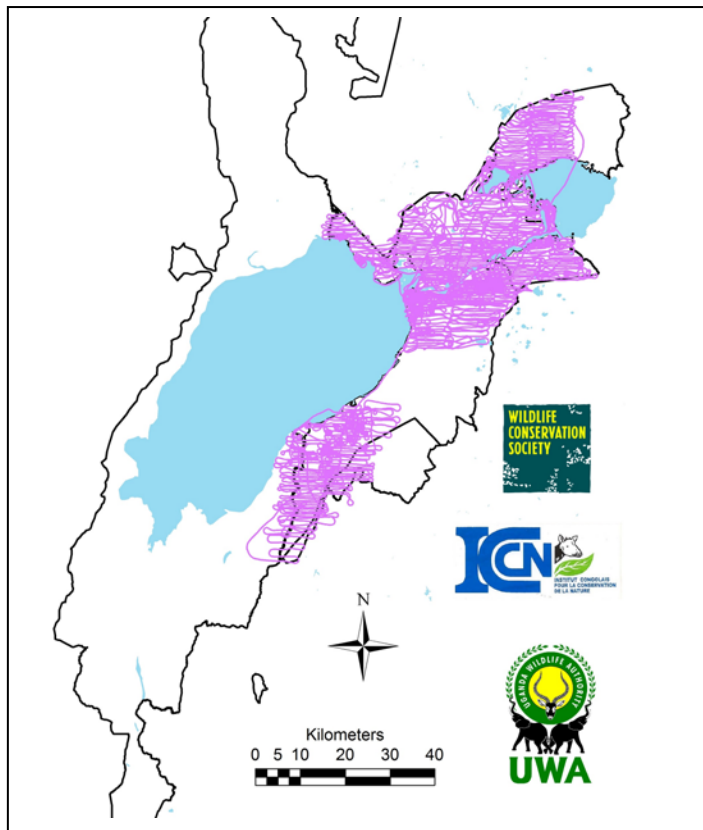 WILDLIFE
CONSERVATION
SOCIETY
ICCN
INSTITUT CONGOLAIS
POUR LA CONSERVATION
DE LA NATURE
N
UGANDA WILDLIFE AUTHORITY
UWA
Kilometers
0 5 10 20 30 40